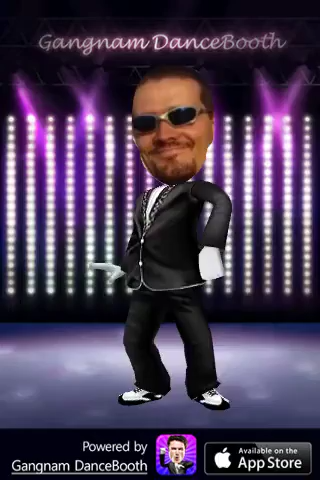 Gangnam DanceBooth
Powered by
Gangnam DanceBooth
Available on the
App Store